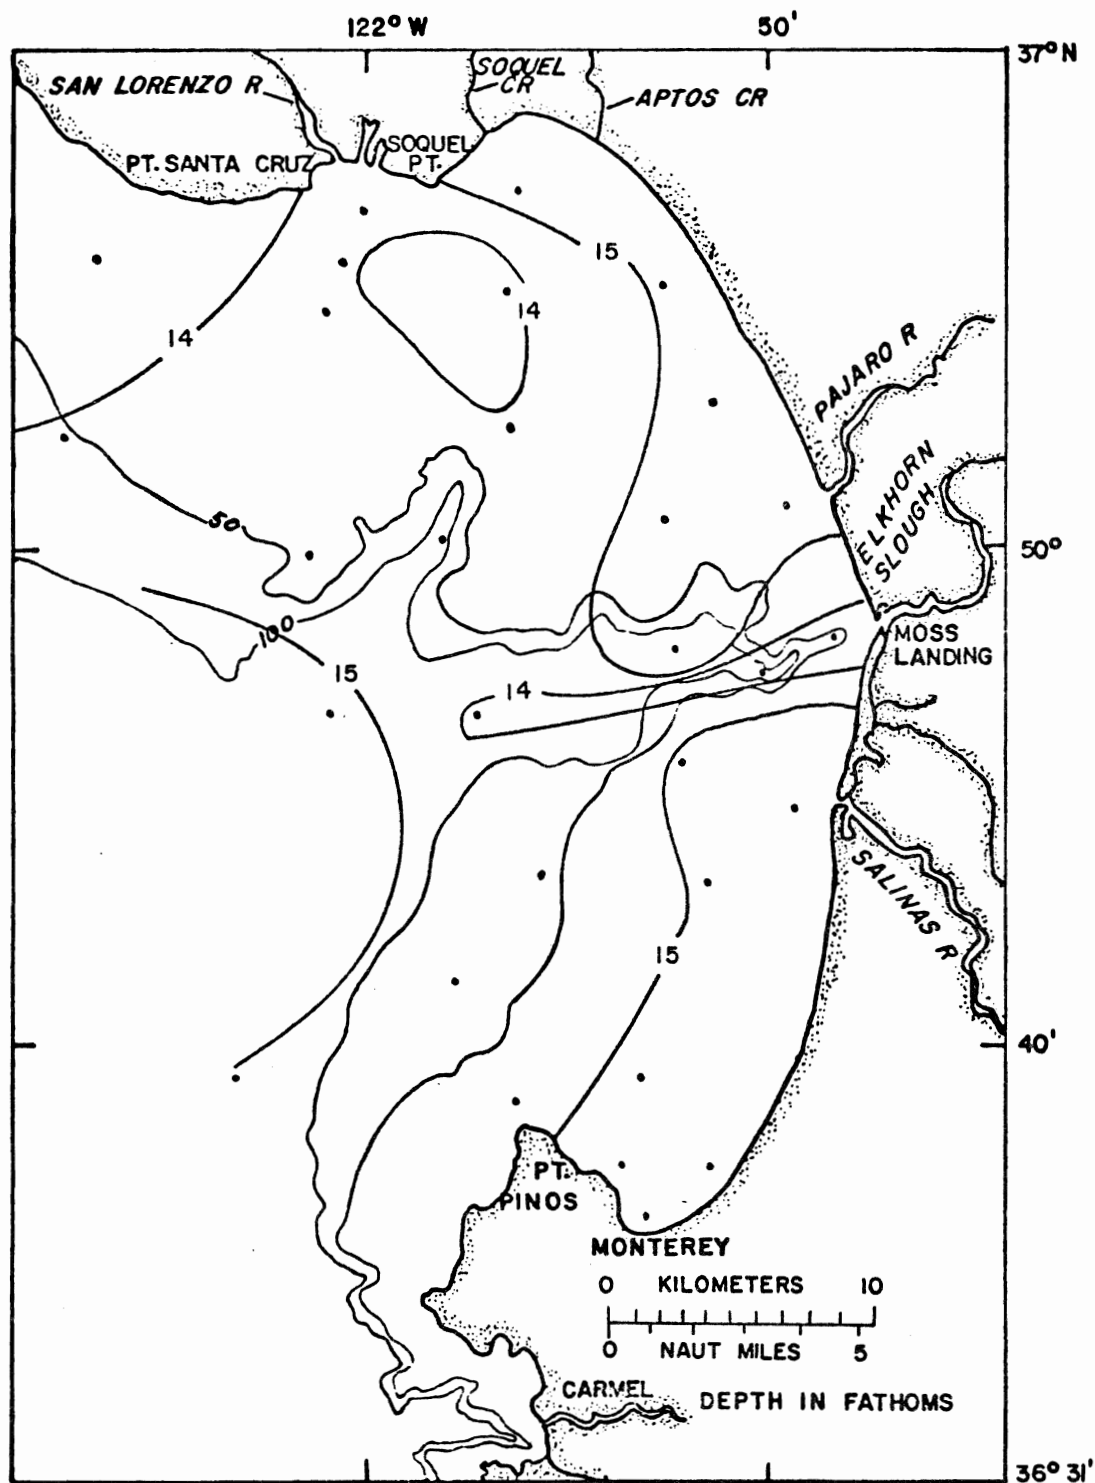 122° W
50'
37° N
SAN LORENZO R
SOQUEL
CR
APTOS CR
SOQUEL
PT.
PT. SANTA CRUZ
15
14
14
PAJARO R
ELKHORN
SLOUGH
50
50°
100
MOSS
LANDING
15
14
SALINAS R
15
40'
PT.
PINOS
MONTEREY
0 KILOMETERS 10
0 NAUT MILES 5
CARMEL
DEPTH IN FATHOMS
36° 31'